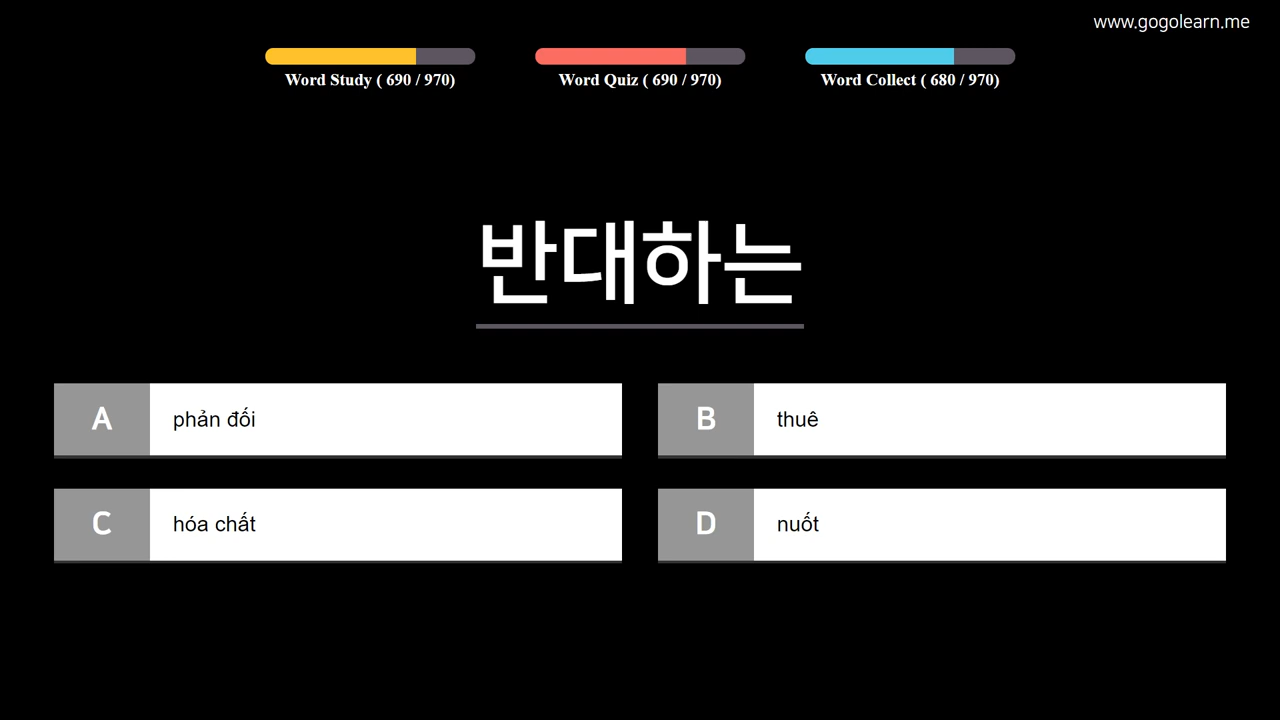 www.gogolearn.me
Word Study ( 690 / 970)
Word Quiz ( 690 / 970)
Word Collect ( 680 / 970)
반대하는
A phản đối
B thuê
C hóa chất
D nuốt